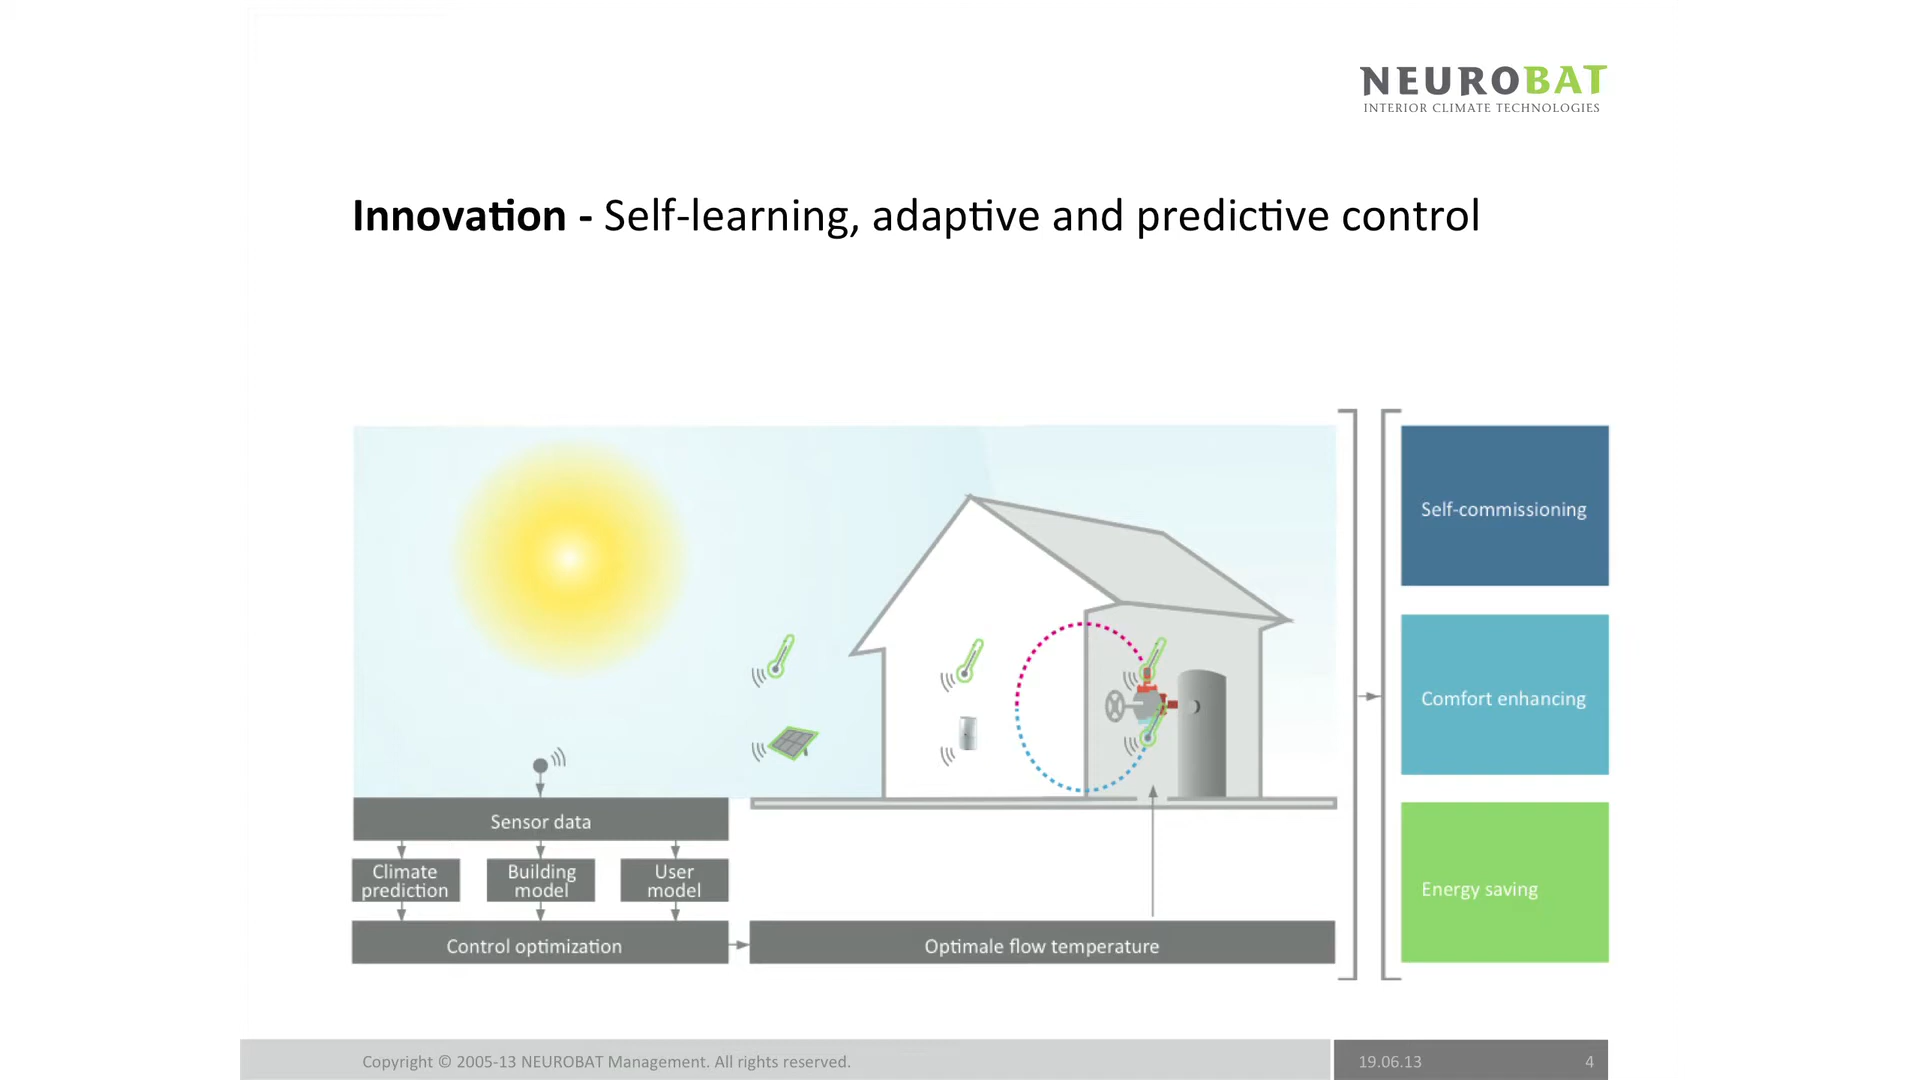 NEUROBAT
INTERIOR CLIMATE TECHNOLOGIES
Innovation - Self-learning, adaptive and predictive control
Self-commissioning
Comfort enhancing
Energy saving
Sensor data
Climate
prediction
Building
model
User
model
Control optimization
Optimale flow temperature
Copyright © 2005-13 NEUROBAT Management. All rights reserved.
19.06.13
4